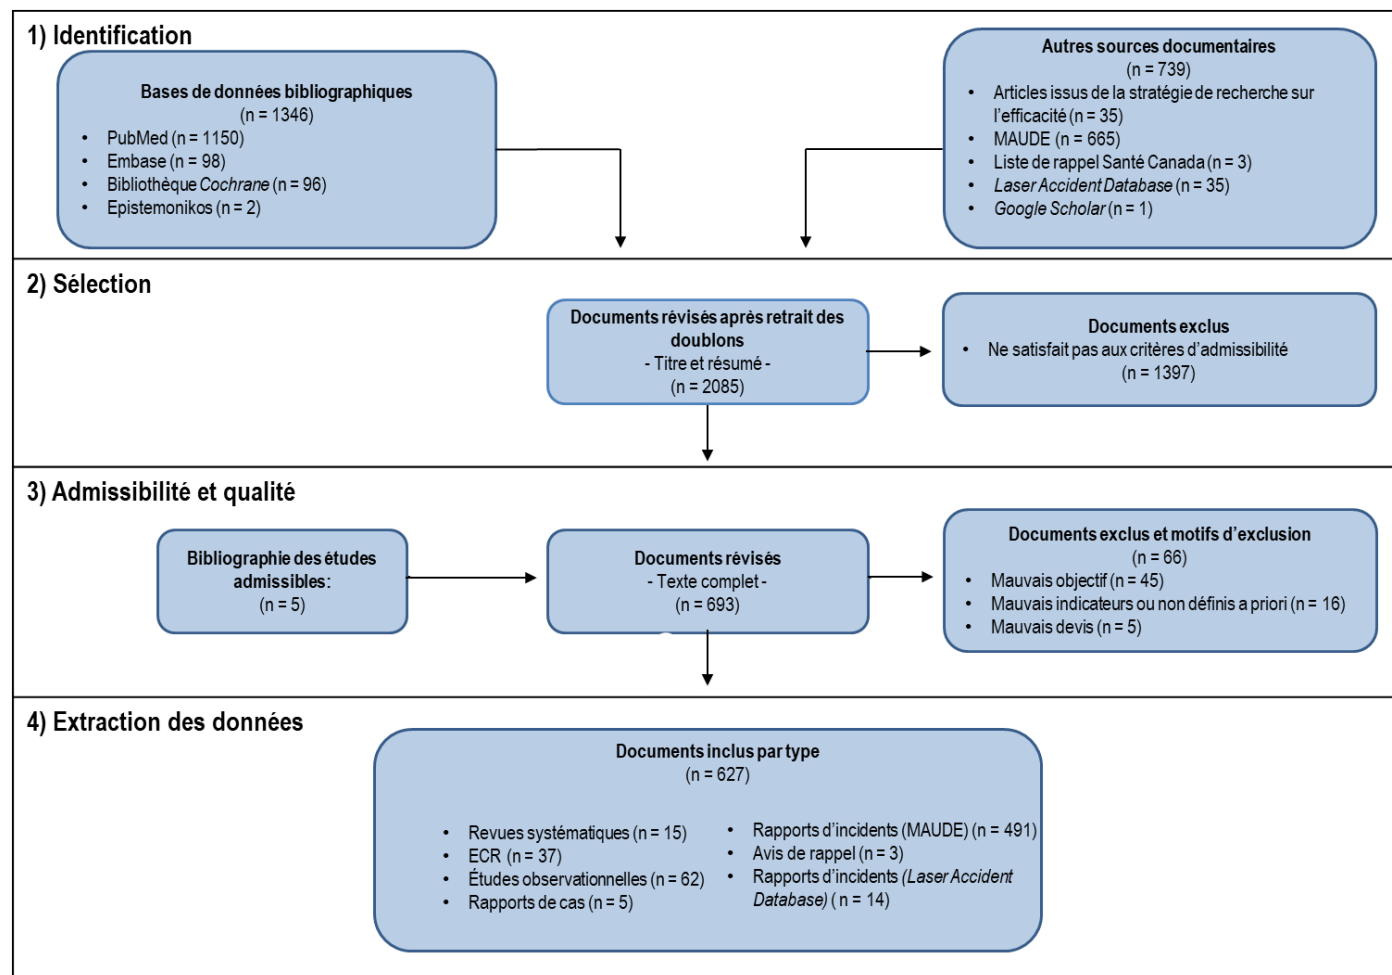 1) Identification
Bases de données bibliographiques
(n = 1346)
• PubMed (n = 1150)
• Embase (n = 98)
• Bibliothèque Cochrane (n = 96)
• Epistemonikos (n = 2)
Autres sources documentaires
(n = 739)
• Articles issus de la stratégie de recherche sur
l’efficacité (n = 35)
• MAUDE (n = 665)
• Liste de rappel Santé Canada (n = 3)
• Laser Accident Database (n = 35)
• Google Scholar (n = 1)
2) Sélection
Documents révisés après retrait des
doublons
- Titre et résumé -
(n = 2085)
Documents exclus
• Ne satisfait pas aux critères d’admissibilité
(n = 1397)
3) Admissibilité et qualité
Bibliographie des études
admissibles:
(n = 5)
Documents révisés
- Texte complet -
(n = 693)
Documents exclus et motifs d’exclusion
(n = 66)
• Mauvais objectif (n = 45)
• Mauvais indicateurs ou non définis a priori (n = 16)
• Mauvais devis (n = 5)
4) Extraction des données
Documents inclus par type
(n = 627)
• Revues systématiques (n = 15)
• ECR (n = 37)
• Études observationnelles (n = 62)
• Rapports de cas (n = 5)
• Rapports d’incidents (MAUDE) (n = 491)
• Avis de rappel (n = 3)
• Rapports d’incidents (Laser Accident
Database) ( n = 14)